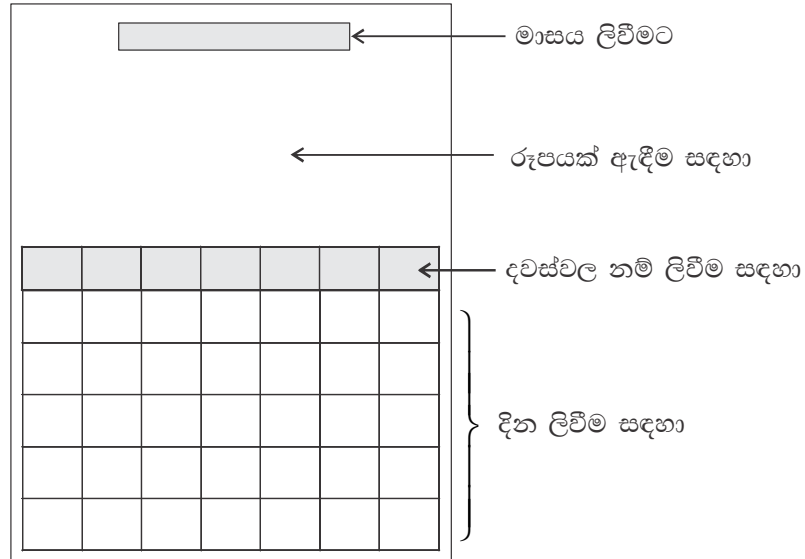 මාසය ලිවීමට
රූපයක් ඇඳීම සඳහා
දවස්වල නම් ලිවීම සඳහා
දින ලිවීම සඳහා